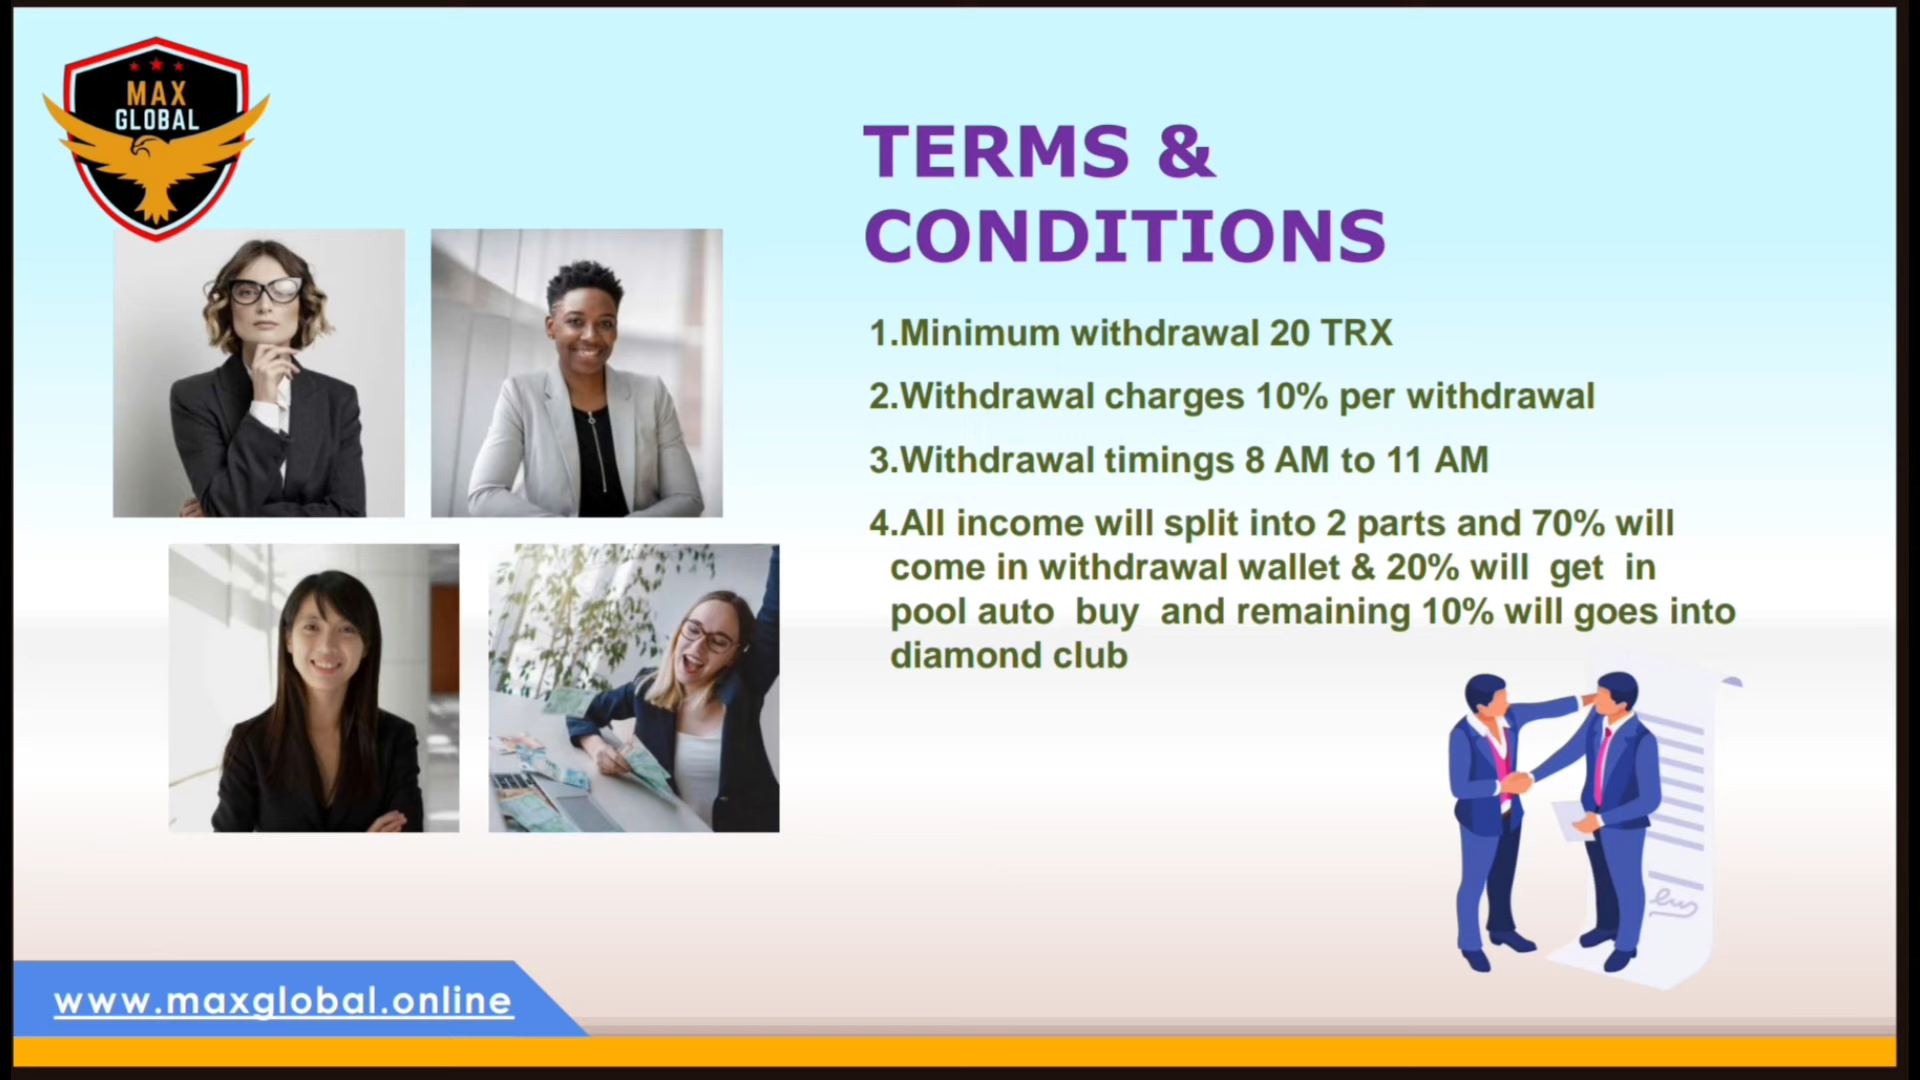 MAX
GLOBAL
TERMS &
CONDITIONS
1.Minimum withdrawal 20 TRX
2.Withdrawal charges 10% per withdrawal
3.Withdrawal timings 8 AM to 11 AM
4.All income will split into 2 parts and 70% will
come in withdrawal wallet & 20% will get in
pool auto buy and remaining 10% will goes into
diamond club
www.maxglobal.online